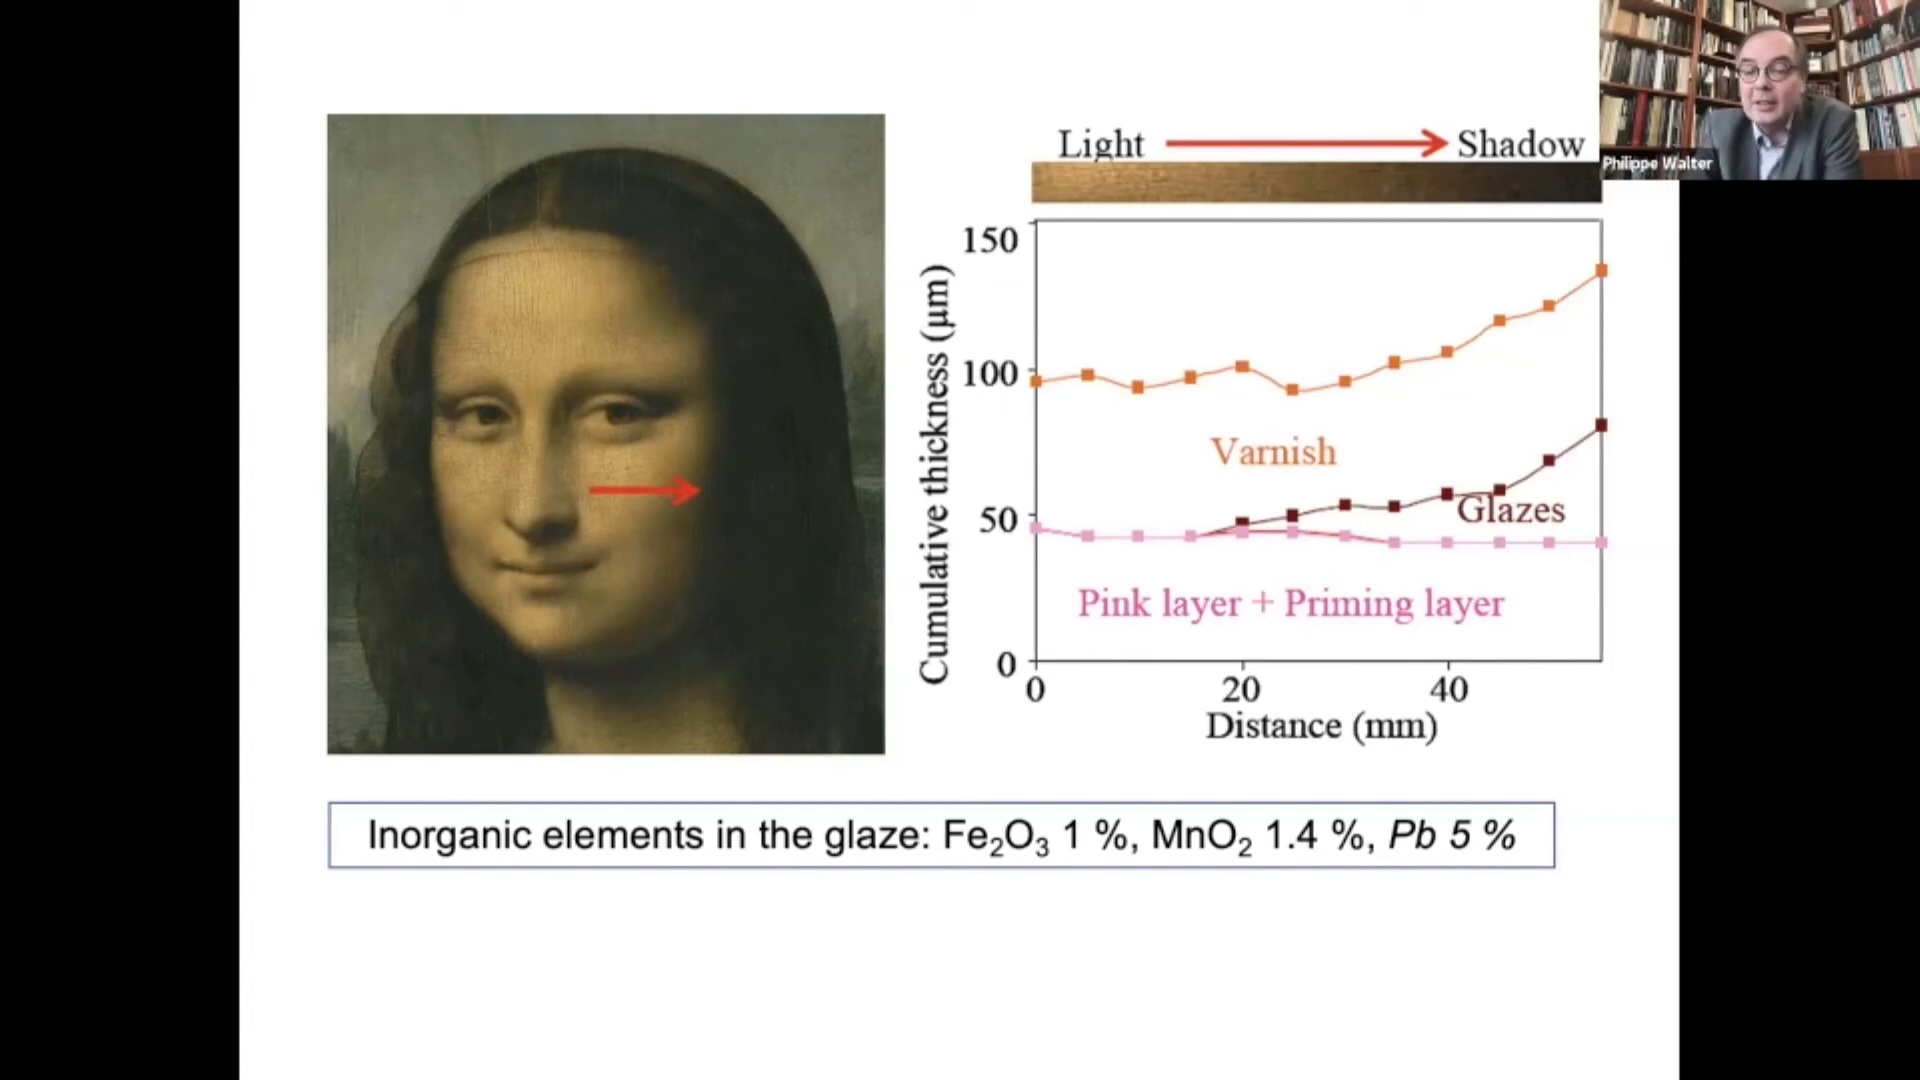 Light
Shadow
Philippe Walter
150
100
50
0
Cumulative thickness (µm)
Varnish
Glazes
Pink layer + Priming layer
0
20
40
Distance (mm)
Inorganic elements in the glaze: Fe₂O₃ 1 %, MnO₂ 1.4 %, Pb 5 %